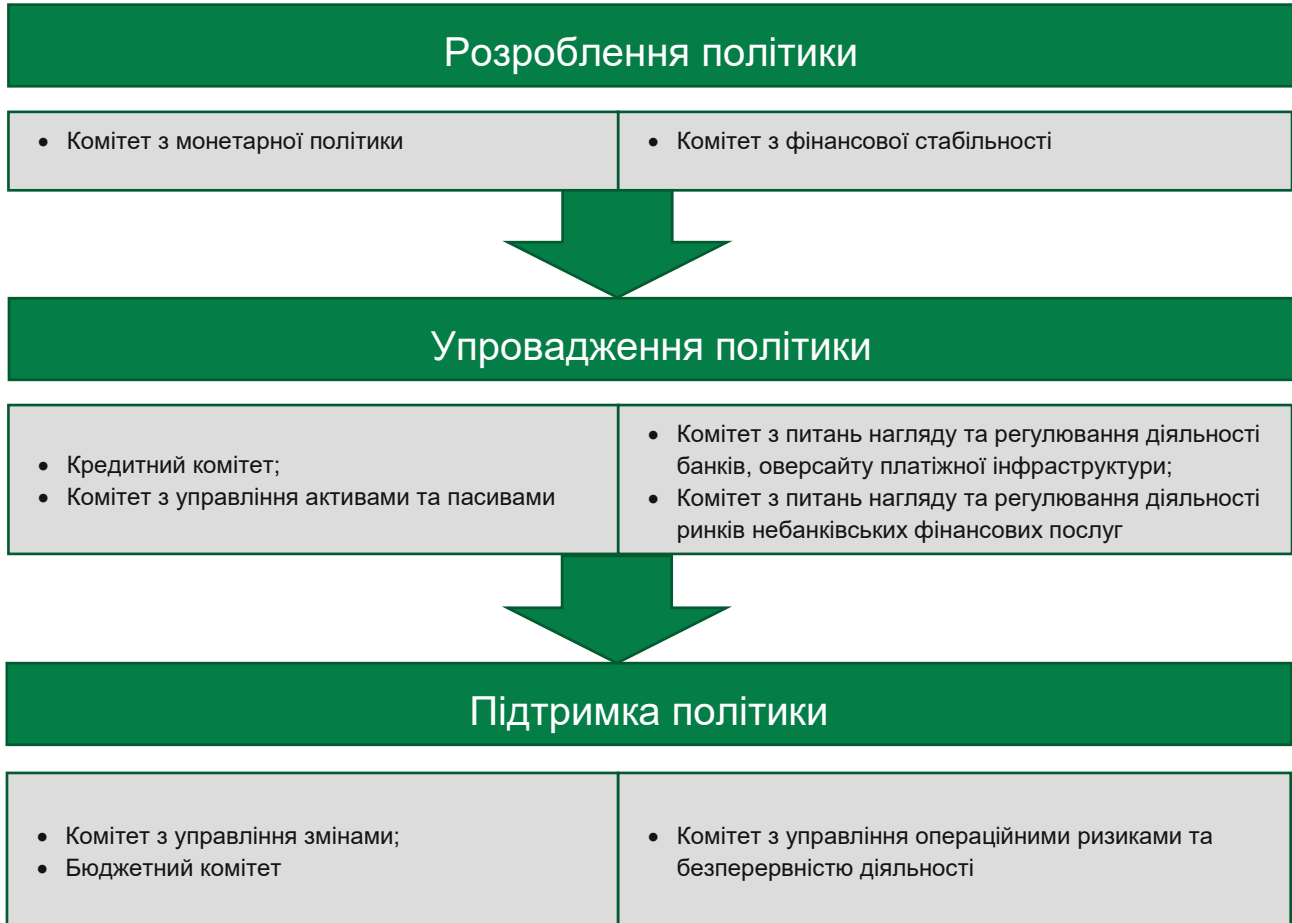 Розроблення політики
• Комітет з монетарної політики
• Комітет з фінансової стабільності
Упровадження політики
• Кредитний комітет;
• Комітет з управління активами та пасивами
• Комітет з питань нагляду та регулювання діяльності
банків, оверсайту платіжної інфраструктури;
• Комітет з питань нагляду та регулювання діяльності
ринків небанківських фінансових послуг
Підтримка політики
• Комітет з управління змінами;
• Бюджетний комітет
• Комітет з управління операційними ризиками та
безперервністю діяльності